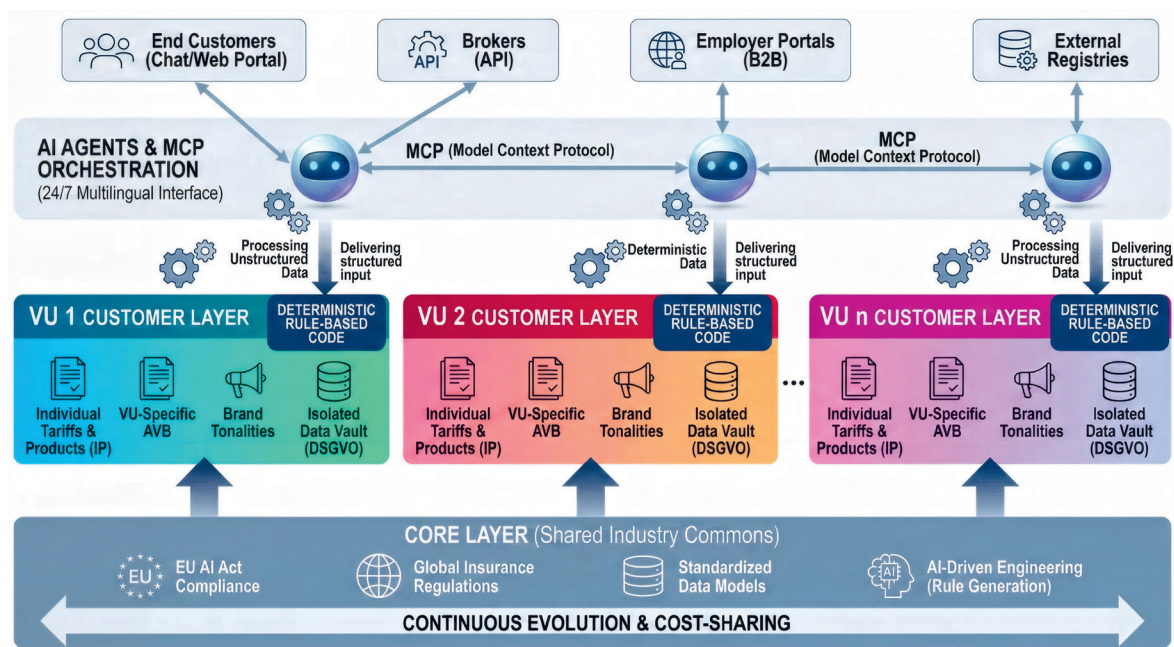 End Customers
(Chat/Web Portal)
API
Brokers
(API)
Employer Portals
(B2B)
External
Registries
AI AGENTS & MCP
ORCHESTRATION
(24/7 Multilingual Interface)
MCP (Model Context Protocol)
MCP
(Model Context Protocol)
Processing
Unstructured
Data
Delivering
structured
input
Deterministic
Data
Delivering
structured
input
Processing
Unstructured
Data
Delivering
structured
input
VU 1 CUSTOMER LAYER
DETERMINISTIC
RULE-BASED
CODE
Individual
Tariffs &
Products (IP)
VU-Specific
AVB
Brand
Tonalities
Isolated
Data Vault
(DSGVO)
VU 2 CUSTOMER LAYER
DETERMINISTIC
RULE-BASED
CODE
Individual
Tariffs &
Products (IP)
VU-Specific
AVB
Brand
Tonalities
Isolated
Data Vault
(DSGVO)
...
VU n CUSTOMER LAYER
DETERMINISTIC
RULE-BASED
CODE
Individual
Tariffs &
Products (IP)
VU-Specific
AVB
Brand
Tonalities
Isolated
Data Vault
(DSGVO)
CORE LAYER (Shared Industry Commons)
EU
EU AI Act
Compliance
Global Insurance
Regulations
Standardized
Data Models
AI
AI-Driven Engineering
(Rule Generation)
CONTINUOUS EVOLUTION & COST-SHARING